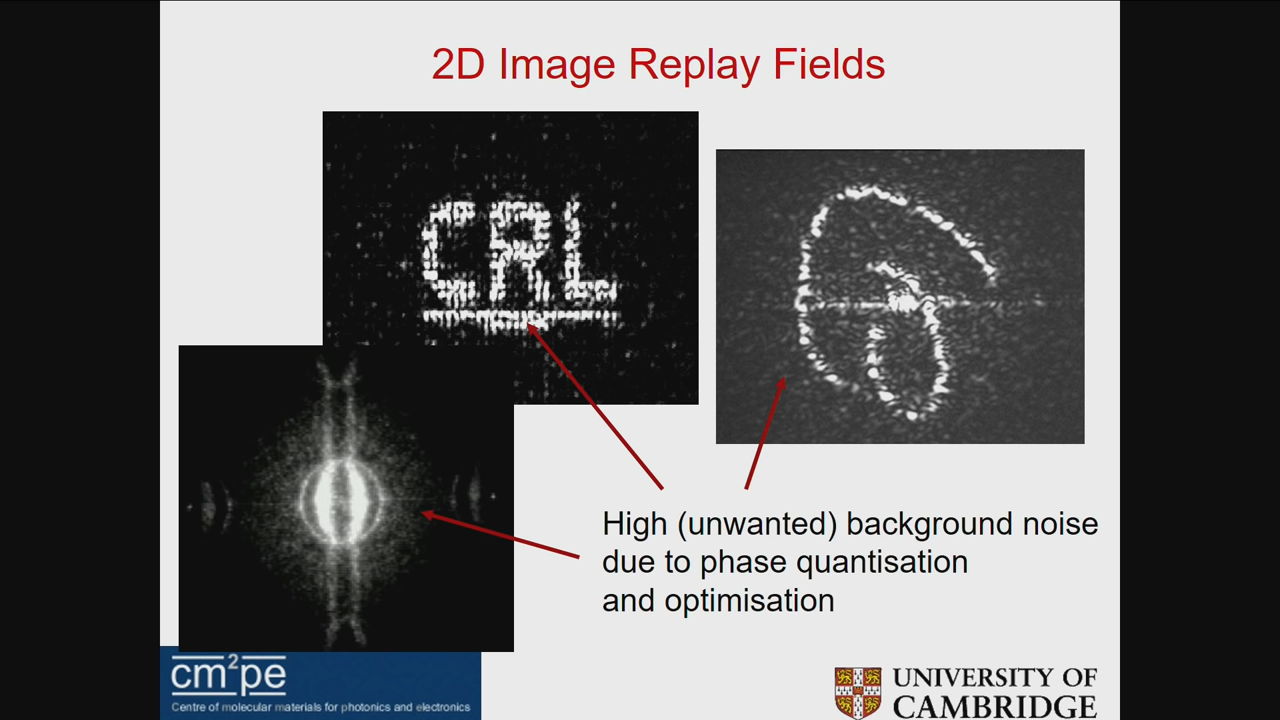 2D Image Replay Fields
CRL
High (unwanted) background noise
due to phase quantisation
and optimisation
cm²pe
Centre of molecular materials for photonics and electronics
UNIVERSITY OF
CAMBRIDGE